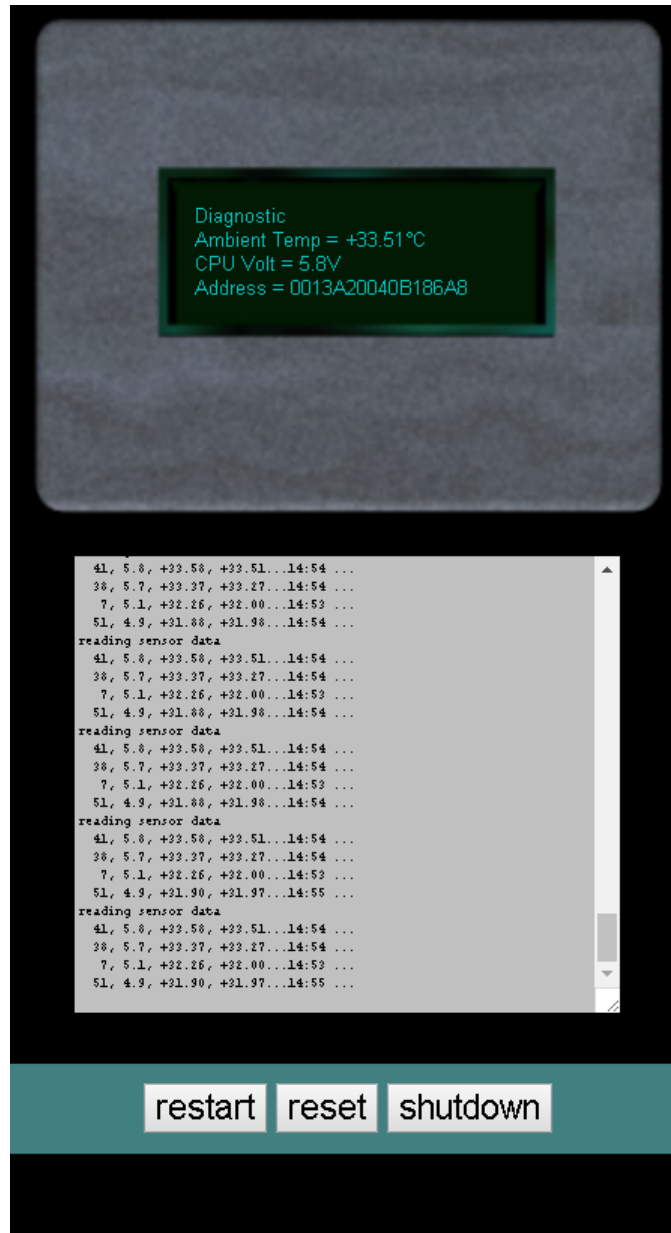 Diagnostic
Ambient Temp = +33.51°C
CPU Volt = 5.8V
Address = 0013A20040B186A8
41, 5.8, +33.58, +33.51...14:54 ...
38, 5.7, +33.37, +33.27...14:54 ...
7, 5.1, +32.26, +32.00...14:53 ...
51, 4.9, +31.88, +31.98...14:54 ...
reading sensor data
41, 5.8, +33.58, +33.51...14:54 ...
38, 5.7, +33.37, +33.27...14:54 ...
7, 5.1, +32.26, +32.00...14:53 ...
51, 4.9, +31.88, +31.98...14:54 ...
reading sensor data
41, 5.8, +33.58, +33.51...14:54 ...
38, 5.7, +33.37, +33.27...14:54 ...
7, 5.1, +32.26, +32.00...14:53 ...
51, 4.9, +31.88, +31.98...14:54 ...
reading sensor data
41, 5.8, +33.58, +33.51...14:54 ...
38, 5.7, +33.37, +33.27...14:54 ...
7, 5.1, +32.26, +32.00...14:53 ...
51, 4.9, +31.90, +31.97...14:55 ...
reading sensor data
41, 5.8, +33.58, +33.51...14:54 ...
38, 5.7, +33.37, +33.27...14:54 ...
7, 5.1, +32.26, +32.00...14:53 ...
51, 4.9, +31.90, +31.97...14:55 ...
restart reset shutdown